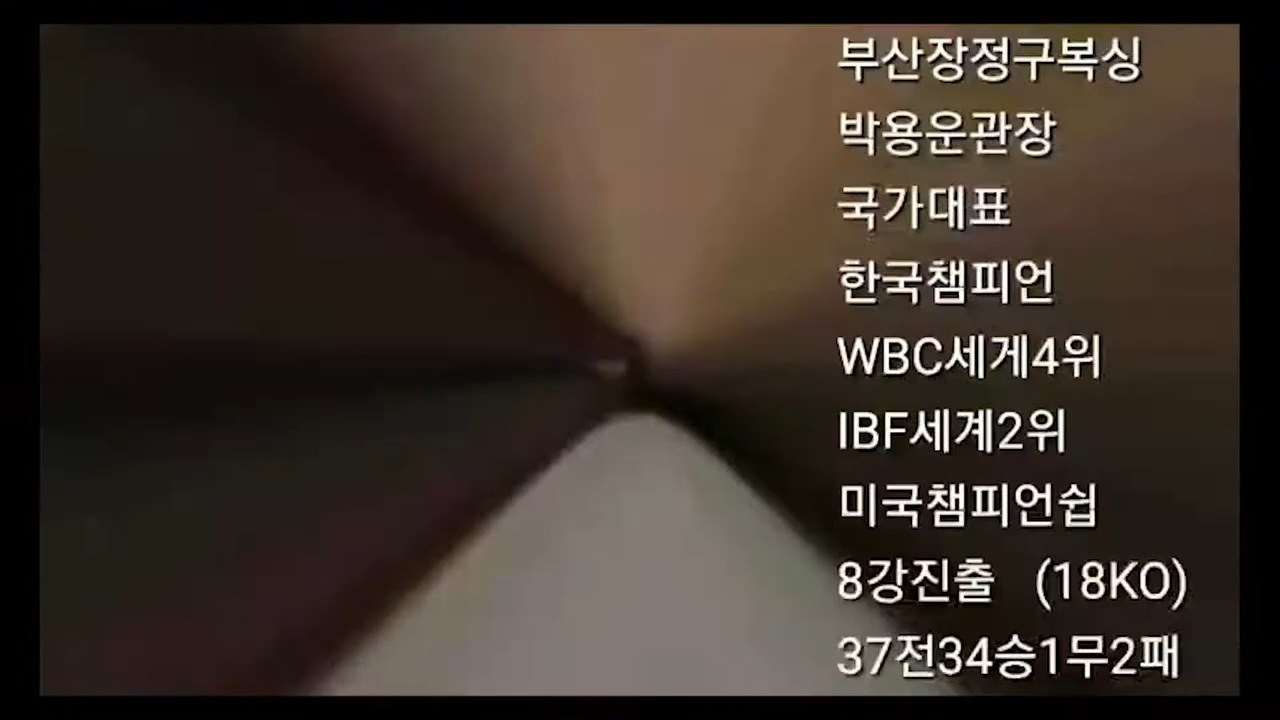 부산장정구복싱
박용운관장
국가대표
한국챔피언
WBC세게4위
IBF세계2위
미국챔피언쉽
8강진출 (18KO)
37전34승1무2패